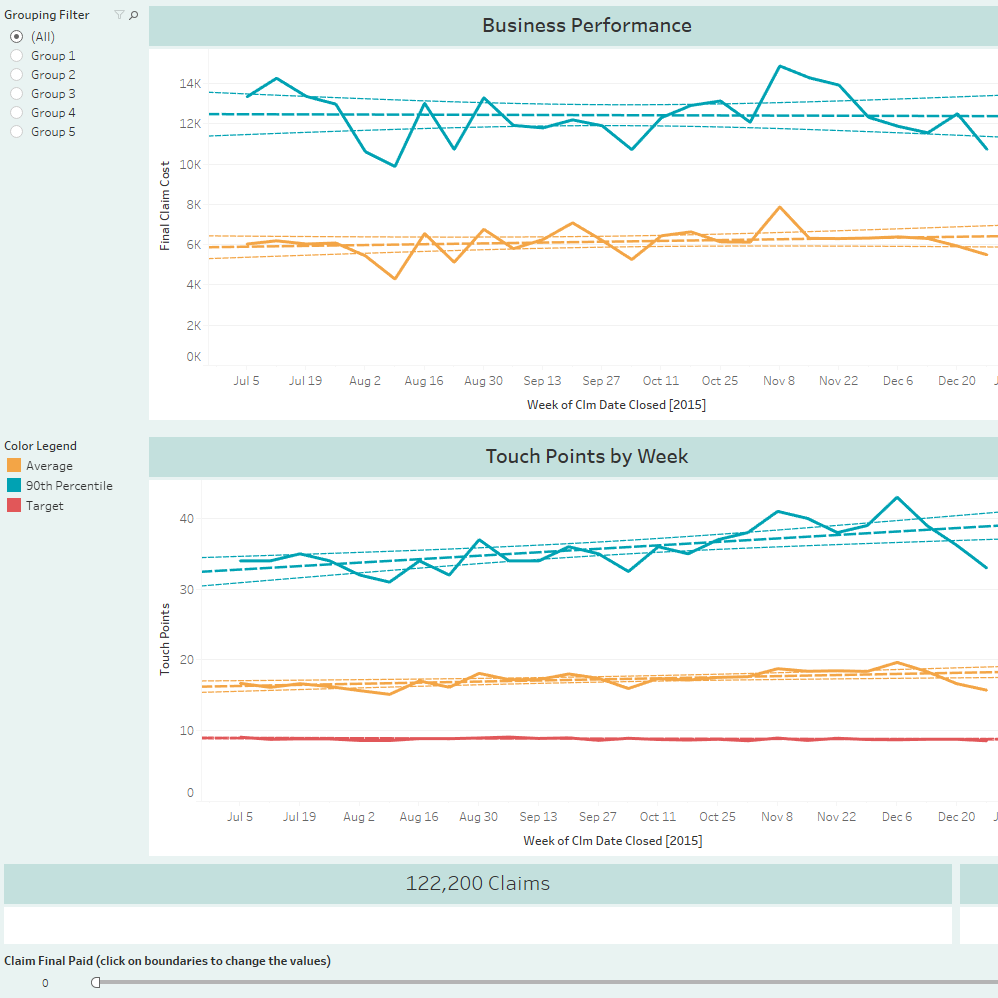 Grouping Filter
(All)
Group 1
Group 2
Group 3
Group 4
Group 5
Business Performance
14K
12K
10K
8K
6K
4K
2K
0K
Final Claim Cost
Jul 5 Jul 19 Aug 2 Aug 16 Aug 30 Sep 13 Sep 27 Oct 11 Oct 25 Nov 8 Nov 22 Dec 6 Dec 20 J
Week of Clm Date Closed [2015]
Color Legend
Average
90th Percentile
Target
Touch Points by Week
40
30
20
10
0
Touch Points
Jul 5 Jul 19 Aug 2 Aug 16 Aug 30 Sep 13 Sep 27 Oct 11 Oct 25 Nov 8 Nov 22 Dec 6 Dec 20 J
Week of Clm Date Closed [2015]
122,200 Claims
Claim Final Paid (click on boundaries to change the values)
0